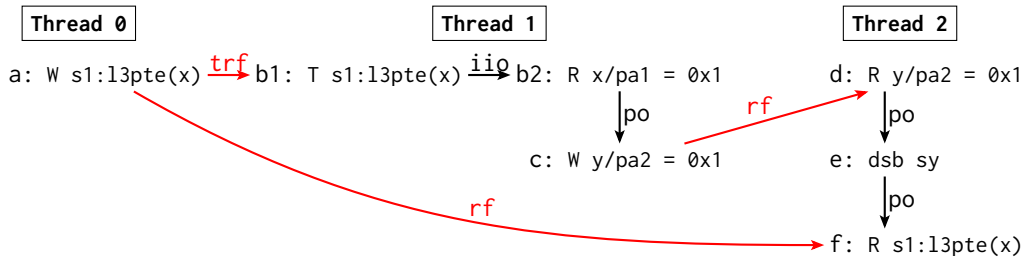 Thread 0 Thread 1 Thread 2
a: W s1:l3pte(x) trf b1: T s1:l3pte(x) iio b2: R x/pa1 = 0x1 d: R y/pa2 = 0x1
po rf po
c: W y/pa2 = 0x1 e: dsb sy
rf po
f: R s1:l3pte(x)